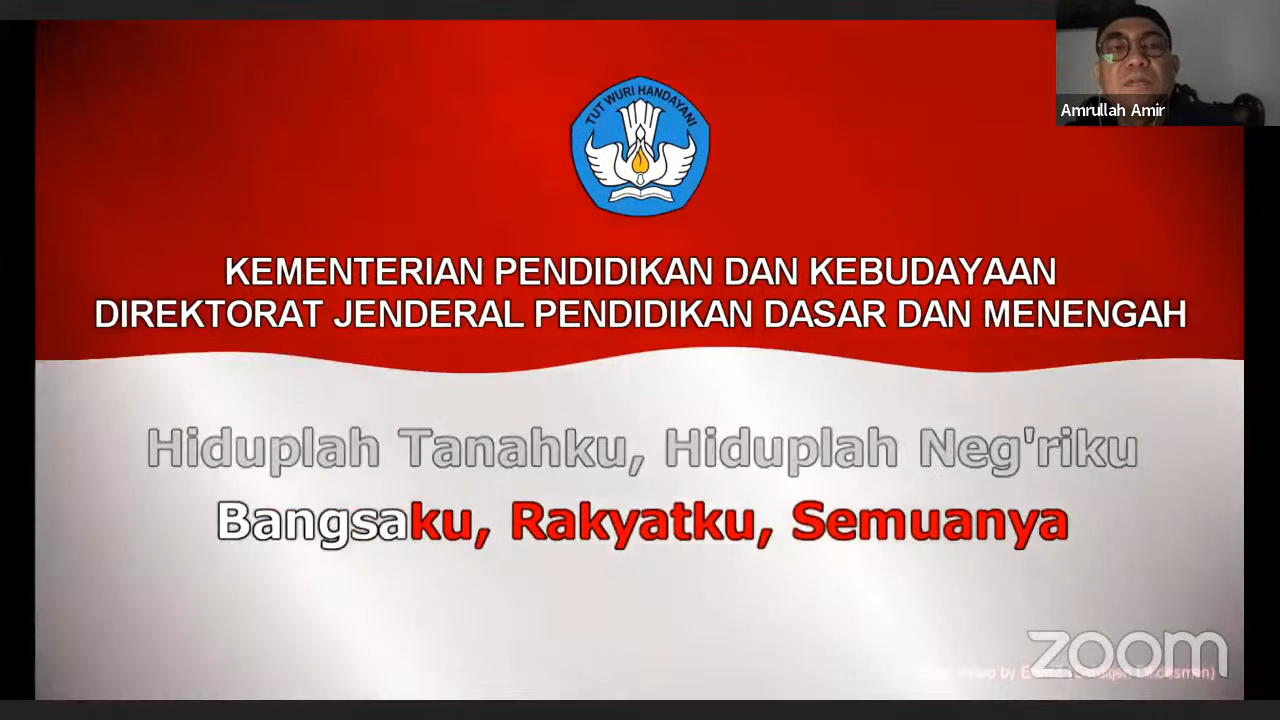 Amrullah Amir
TUT WURI HANDAYANI
KEMENTERIAN PENDIDIKAN DAN KEBUDAYAAN
DIREKTORAT JENDERAL PENDIDIKAN DASAR DAN MENENGAH
Hiduplah Tanahku, Hiduplah Neg'riku
Bangsaku, Rakyatku, Semuanya
zoom
by